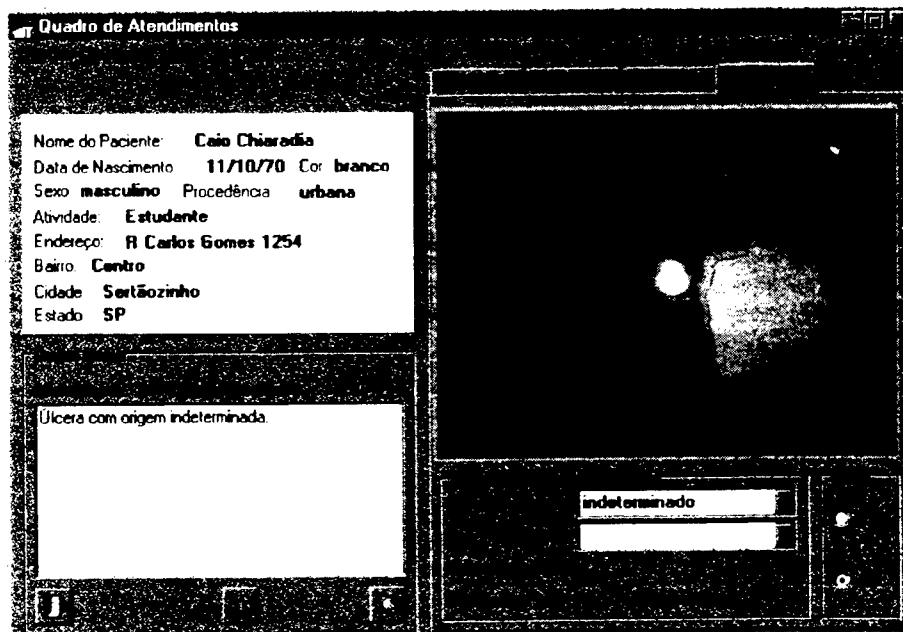 Quadro de Atendimentos
Nome do Paciente: Caio Chiaradia
Data de Nascimento 11/10/70 Cor branco
Sexo masculino Procedência urbana
Atividade: Estudante
Endereço: R Carlos Gomes 1254
Bairro: Centro
Cidade Sertãozinho
Estado SP
Úlcera com origem indeterminada.
indeterminado